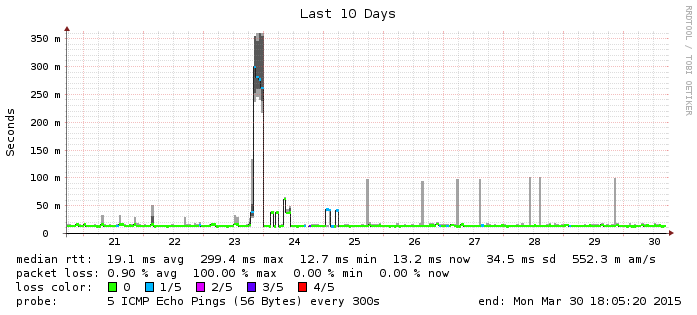 Last 10 Days
RRDTOOL / TOBI OETIKER
Seconds
350 m
300 m
250 m
200 m
150 m
100 m
50 m
0
21 22 23 24 25 26 27 28 29 30
median rtt: 19.1 ms avg 299.4 ms max 12.7 ms min 13.2 ms now 34.5 ms sd 552.3 m am/s
packet loss: 0.90 % avg 100.00 % max 0.00 % min 0.00 % now
loss color: 0 1/5 2/5 3/5 4/5
probe: 5 ICMP Echo Pings (56 Bytes) every 300s end: Mon Mar 30 18:05:20 2015